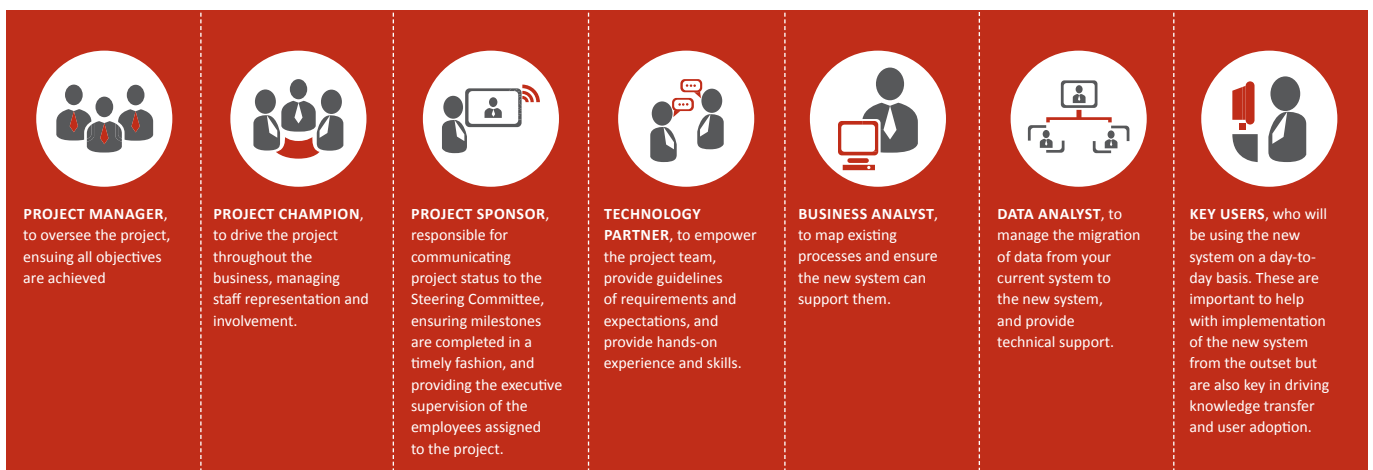 PROJECT MANAGER,
to oversee the project,
ensuing all objectives
are achieved
PROJECT CHAMPION,
to drive the project
throughout the
business, managing
staff representation and
involvement.
PROJECT SPONSOR,
responsible for
communicating
project status to the
Steering Committee,
ensuring milestones
are completed in a
timely fashion, and
providing the executive
supervision of the
employees assigned
to the project.
TECHNOLOGY
PARTNER, to empower
the project team,
provide guidelines
of requirements and
expectations, and
provide hands-on
experience and skills.
BUSINESS ANALYST,
to map existing
processes and ensure
the new system can
support them.
DATA ANALYST, to
manage the migration
of data from your
current system to
the new system,
and provide
technical support.
KEY USERS, who will
be using the new
system on a day-to-
day basis. These are
important to help
with implementation
of the new system
from the outset but
are also key in driving
knowledge transfer
and user adoption.